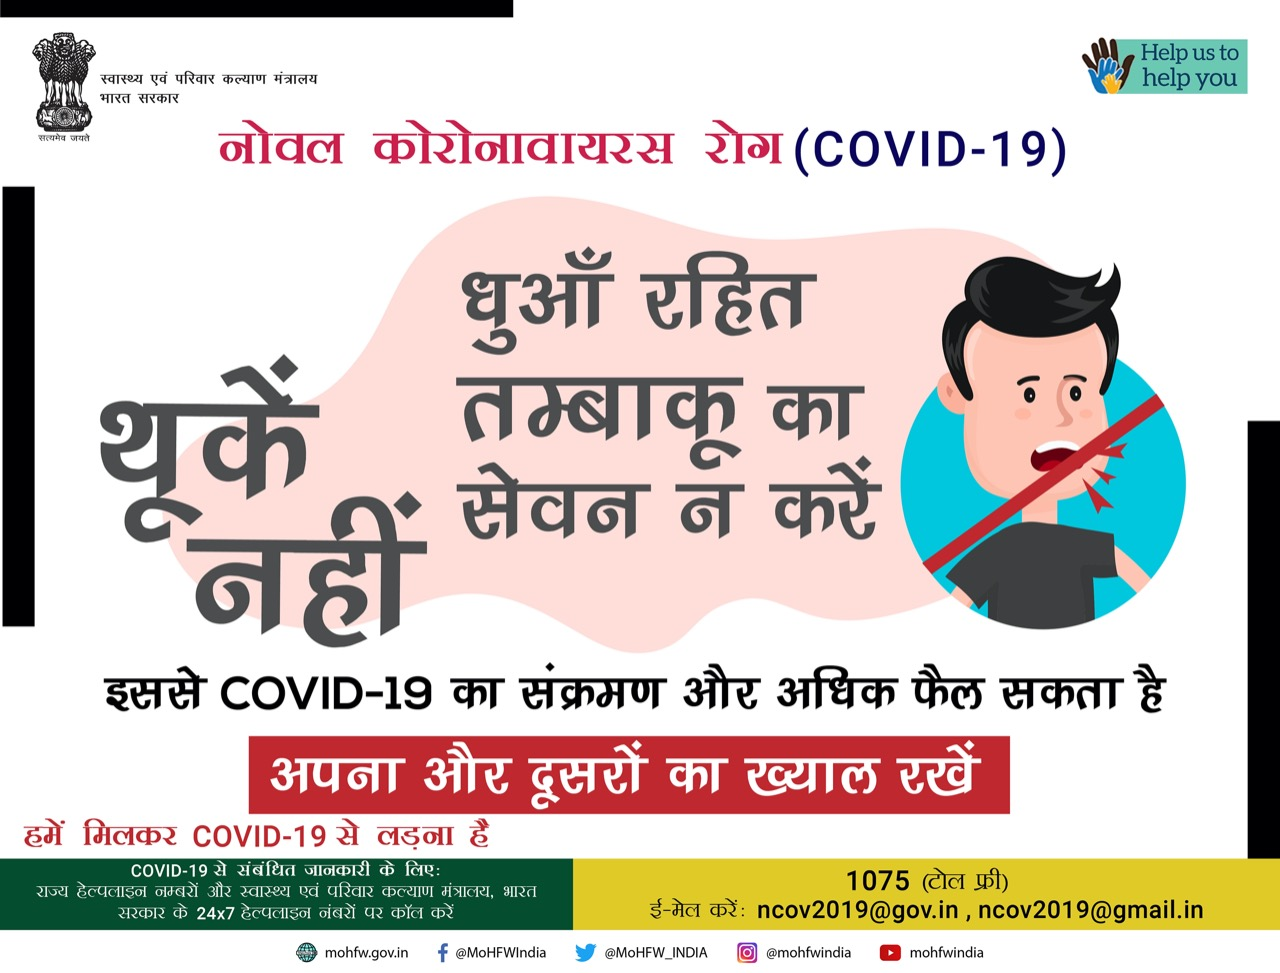 स्वास्थ्य एवं परिवार कल्याण मंत्रालय
भारत सरकार
सत्यमेव जयते
Help us to
help you
नोवल कोरोनावायरस रोग (COVID-19)
थूकें
नहीं
धुआँ रहित
तम्बाकू का
सेवन न करें
इससे COVID-19 का संक्रमण और अधिक फैल सकता है
अपना और दूसरों का ख्याल रखें
हमें मिलकर COVID-19 से लड़ना है
COVID-19 से संबंधित जानकारी के लिए:
राज्य हेल्पलाइन नम्बरों और स्वास्थ्य एवं परिवार कल्याण मंत्रालय, भारत
सरकार के 24x7 हेल्पलाइन नंबरों पर कॉल करें
1075 (टोल फ्री)
ई-मेल करें: ncov2019@gov.in , ncov2019@gmail.in
mohfw.gov.in @MoHFWIndia @MoHFW_INDIA @mohfwindia mohfwindia